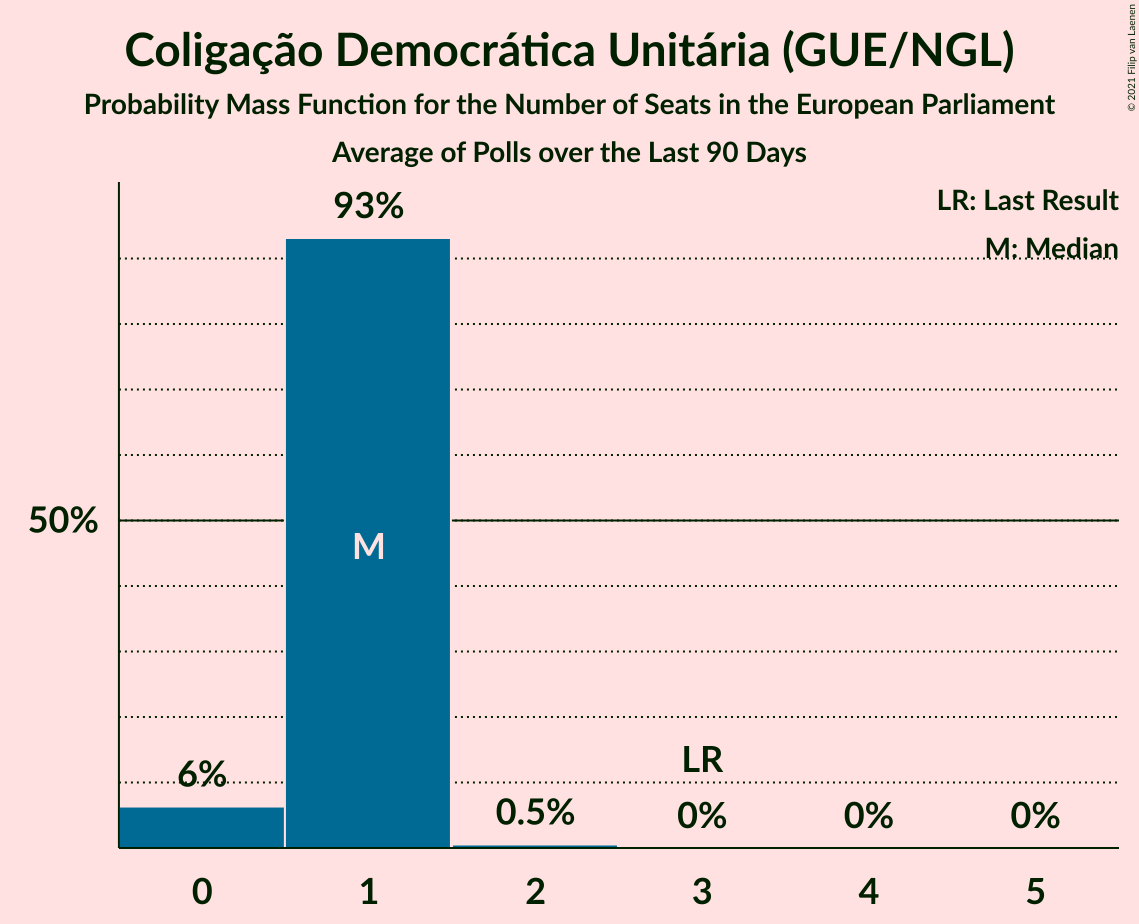 Coligação Democrática Unitária (GUE/NGL)
Probability Mass Function for the Number of Seats in the European Parliament
Average of Polls over the Last 90 Days
© 2021 Filip van Laenen
LR: Last Result
M: Median
93%
50%
M
6%
0.5%
LR
0%
0%
0%
0
1
2
3
4
5